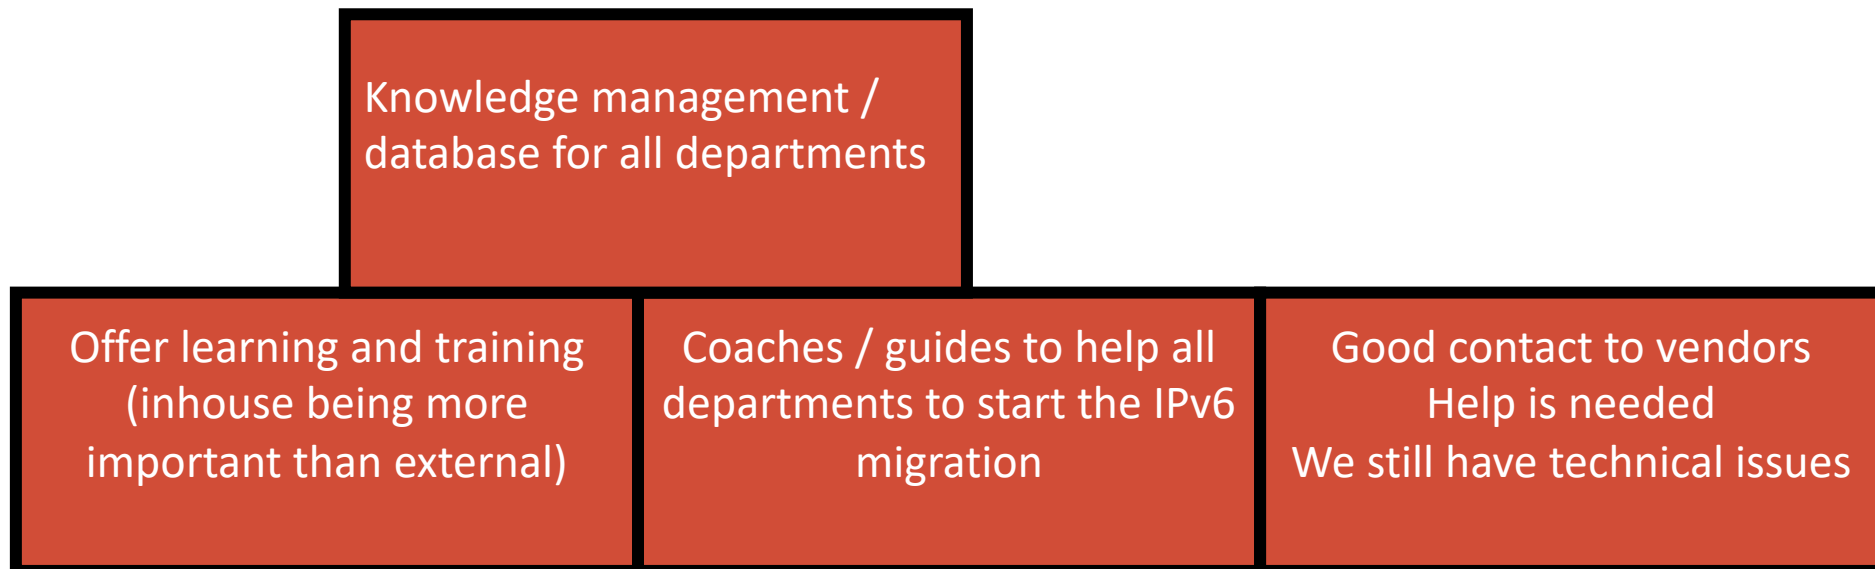 Knowledge management /
database for all departments
Offer learning and training
(inhouse being more
important than external)
Coaches / guides to help all
departments to start the IPv6
migration
Good contact to vendors
Help is needed
We still have technical issues